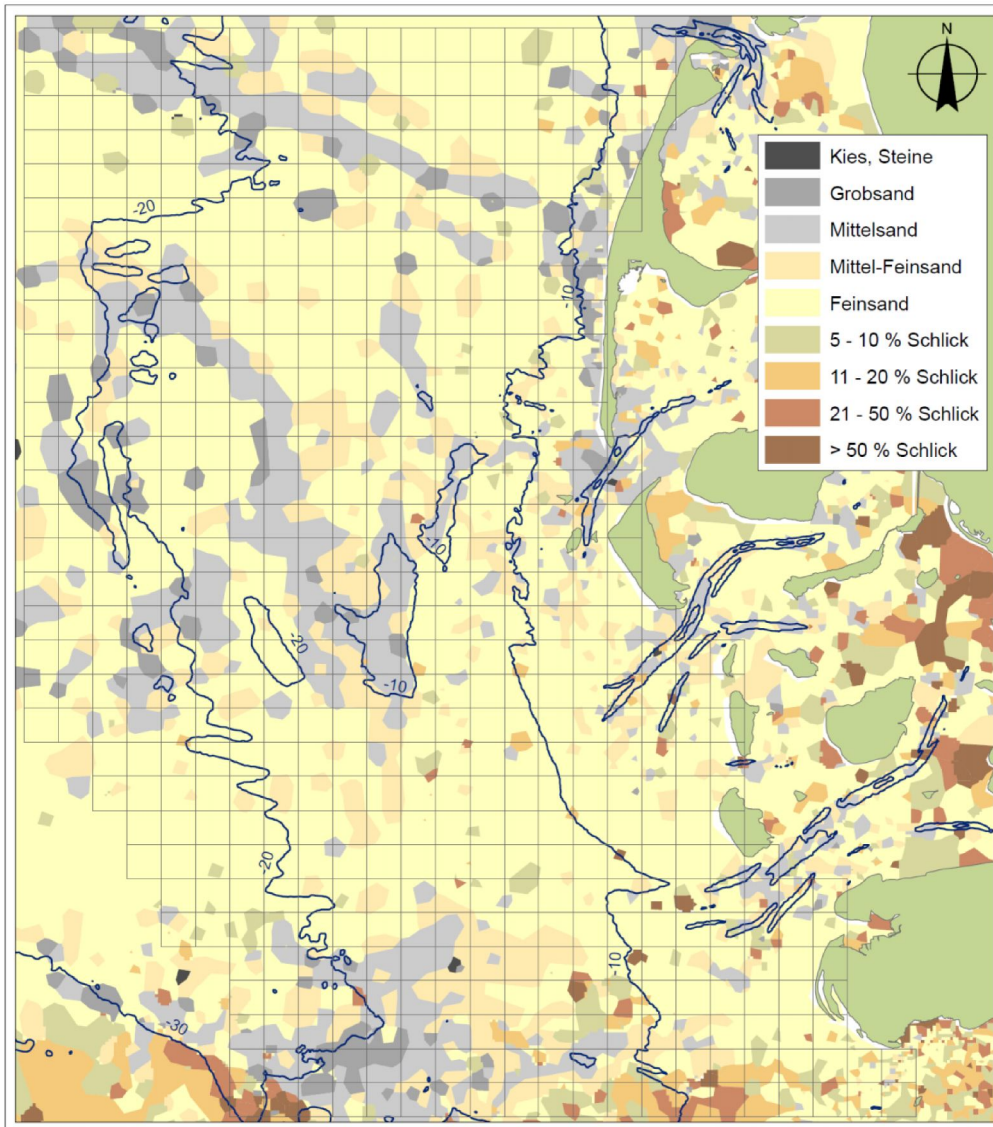 N
Kies, Steine
Grobsand
Mittelsand
Mittel-Feinsand
Feinsand
5 - 10 % Schlick
11 - 20 % Schlick
21 - 50 % Schlick
> 50 % Schlick
-20
-10
-10
-20
-10
-20
-10
-30